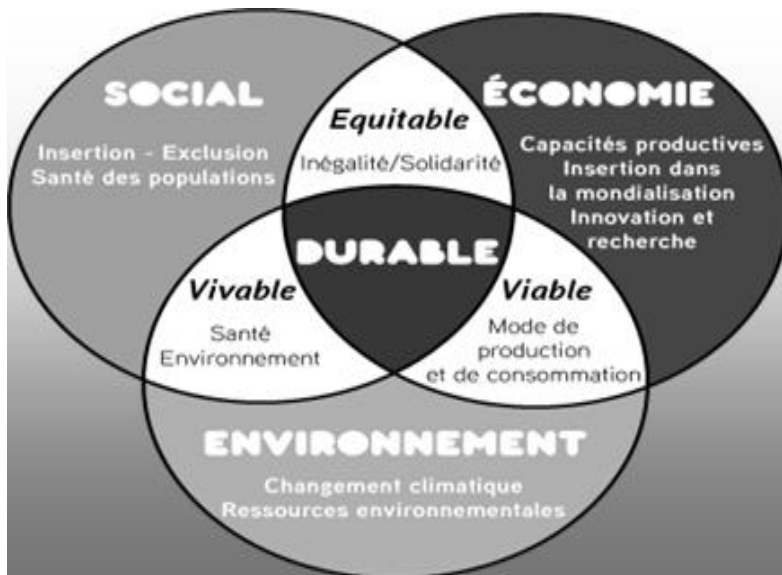 SOCIAL
Insertion - Exclusion
Santé des populations
Equitable
Inégalité/Solidarité
ÉCONOMIE
Capacités productives
Insertion dans
la mondialisation
Innovation et
recherche
DURABLE
Vivable
Santé
Environnement
Viable
Mode de
production
et de consommation
ENVIRONNEMENT
Changement climatique
Ressources environnementales